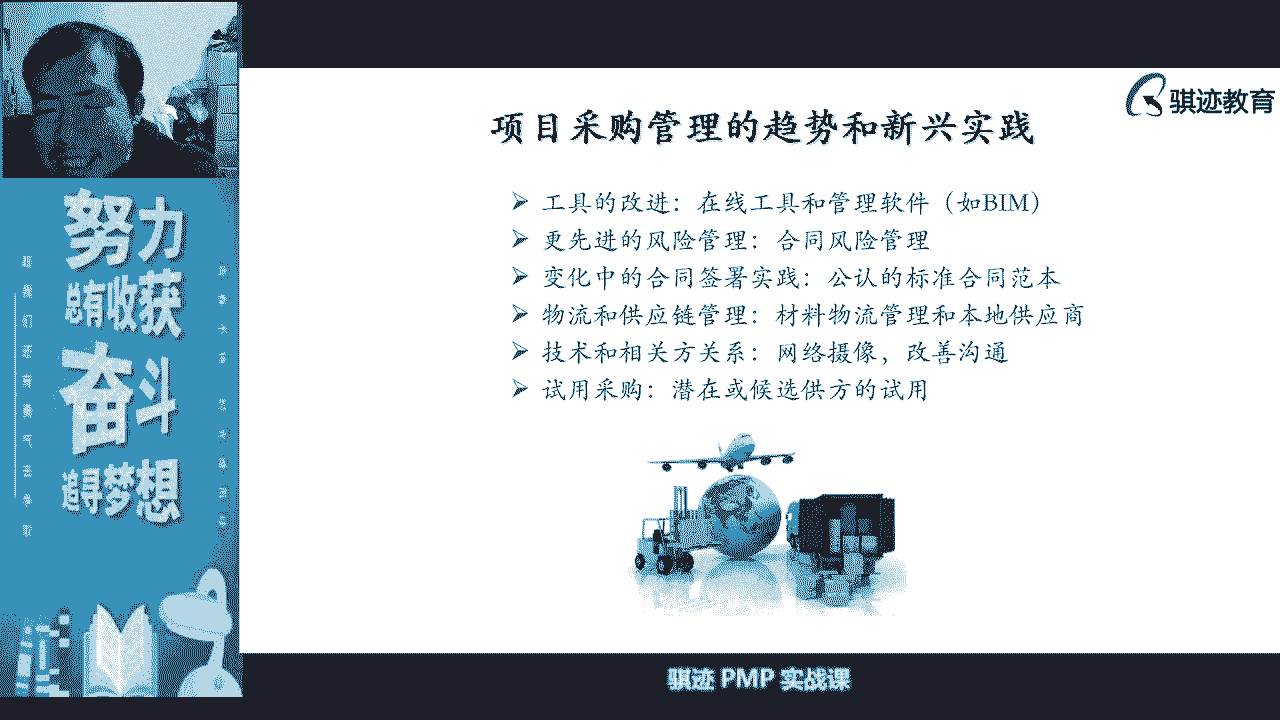 骐迹教育
项目采购管理的趋势和新兴实践
➢ 工具的改进：在线工具和管理软件（如BIM）
➢ 更先进的风险管理：合同风险管理
➢ 变化中的合同签署实践：公认的标准合同范本
➢ 物流和供应链管理：材料物流管理和本地供应商
➢ 技术和相关方关系：网络摄像，改善沟通
➢ 试用采购：潜在或候选供方的试用
努力
总有收获
奋斗
追寻梦想
骐迹 PMP 实战课